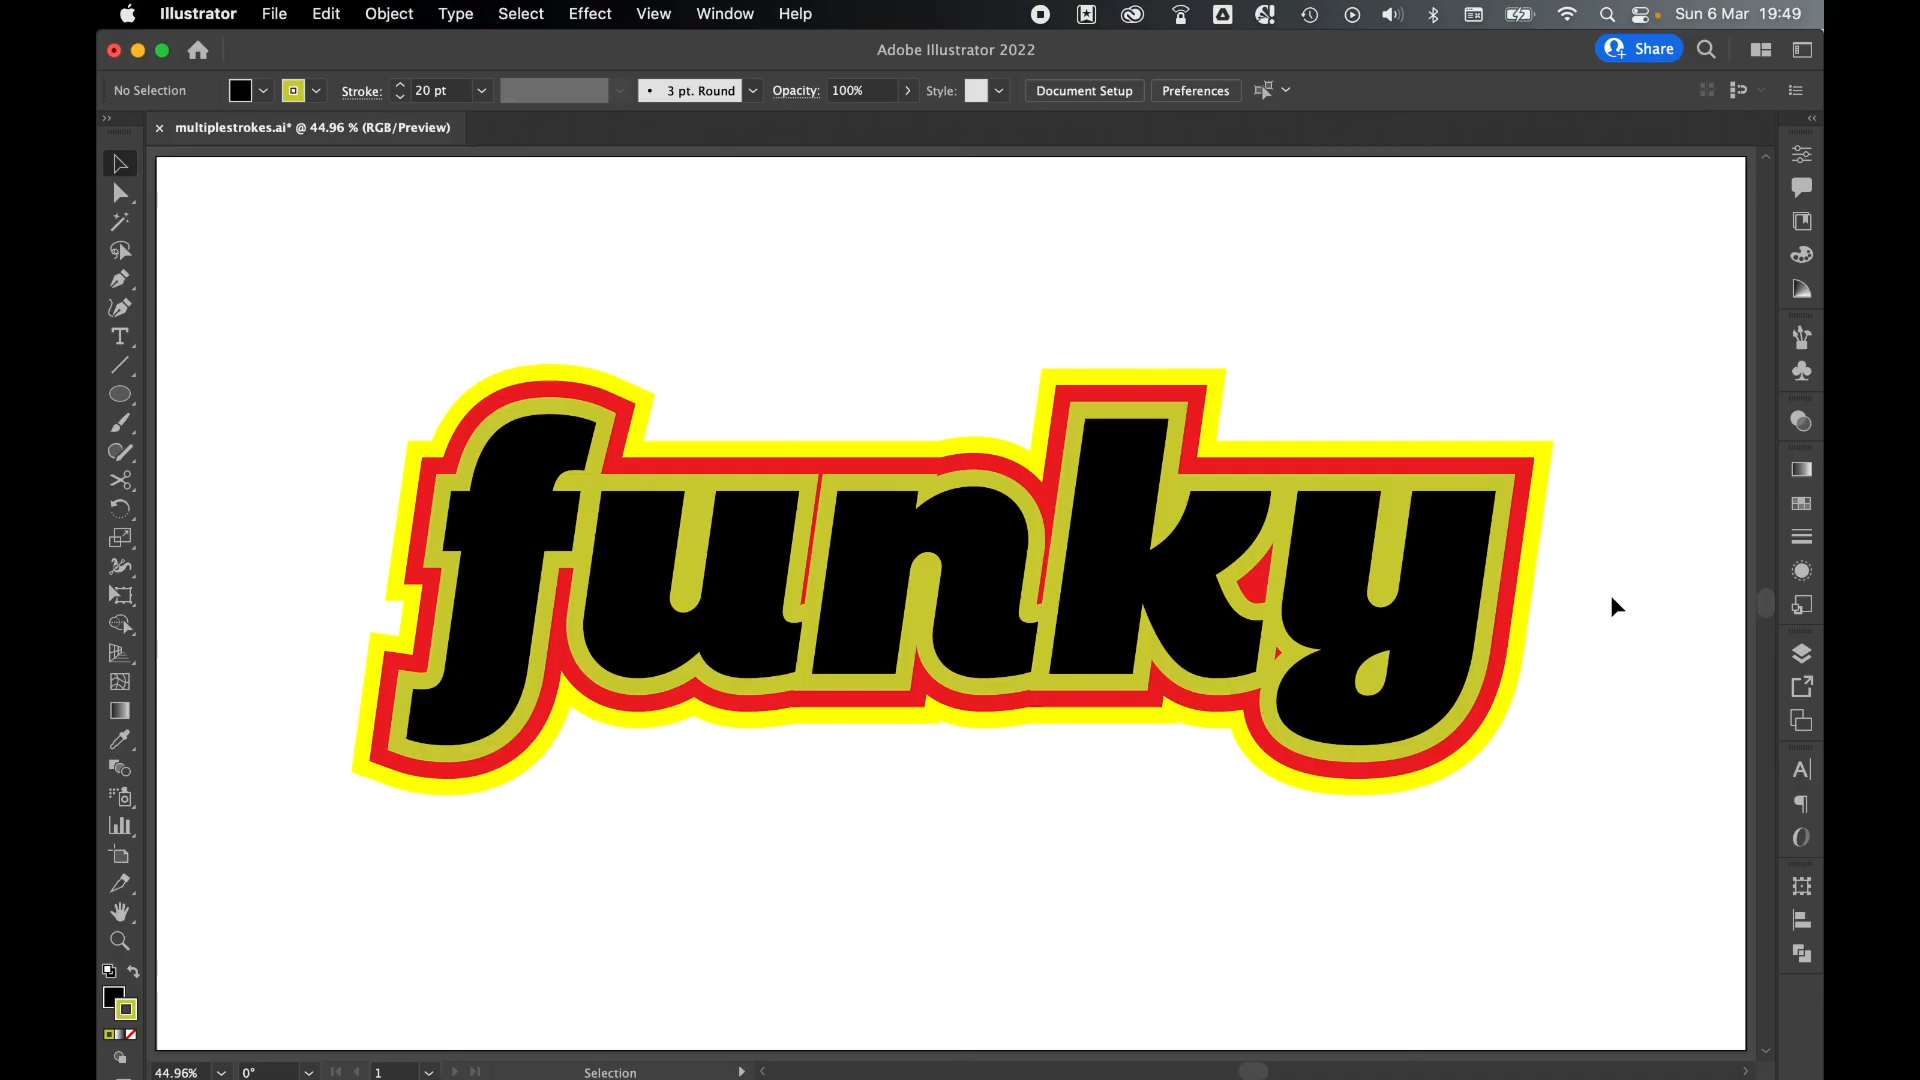 Illustrator File Edit Object Type Select Effect View Window Help Sun 6 Mar 19:49
Adobe Illustrator 2022
Share
No Selection Stroke: 20 pt • 3 pt. Round Opacity: 100% Style: Document Setup Preferences
multiplestrokes.ai* @ 44.96 % (RGB/Preview)
funky
44.96% 0° 1 Selection